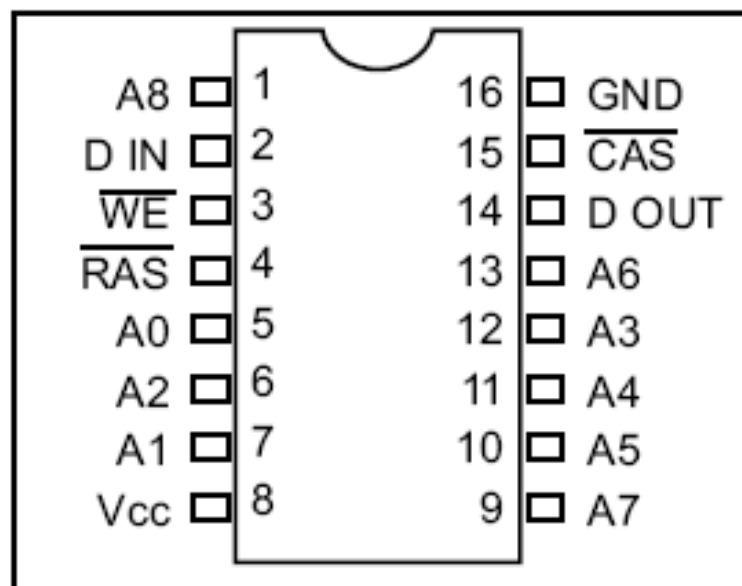 A8 1 16 GND
D IN 2 15 CAS
WE 3 14 D OUT
RAS 4 13 A6
A0 5 12 A3
A2 6 11 A4
A1 7 10 A5
Vcc 8 9 A7